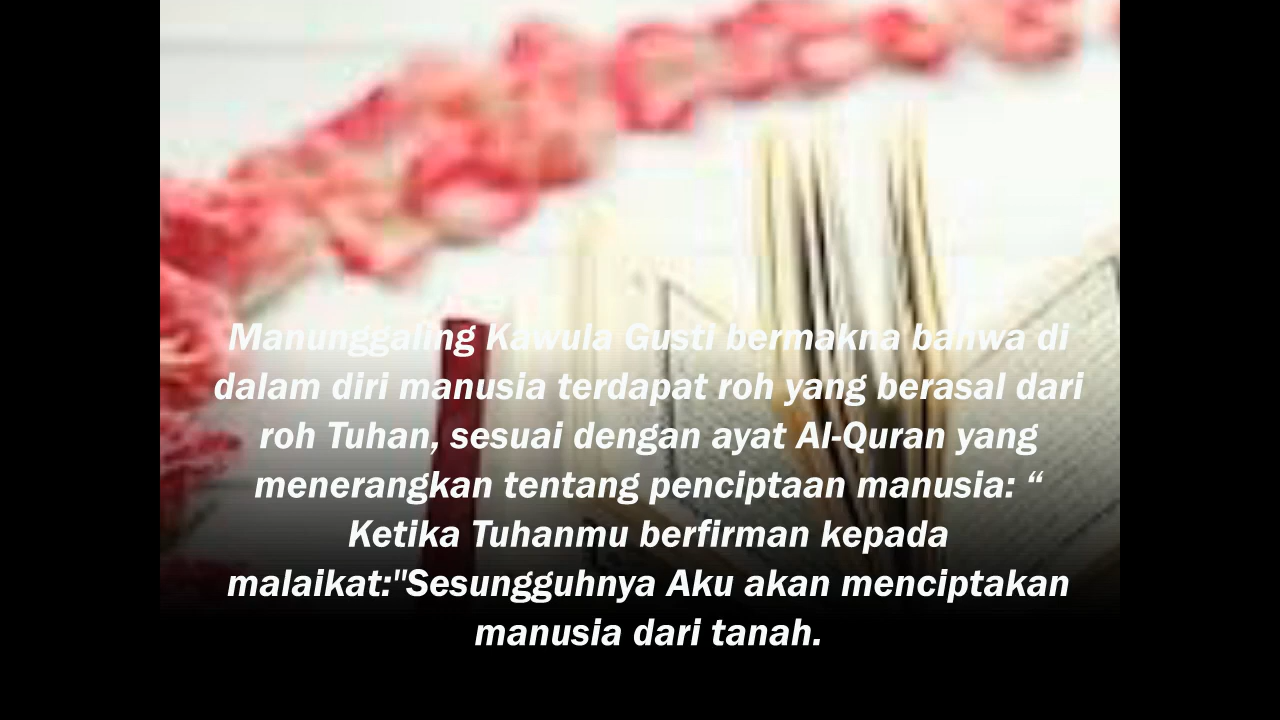 Manunggaling Kawula Gusti bermakna bahwa di
dalam diri manusia terdapat roh yang berasal dari
roh Tuhan, sesuai dengan ayat Al-Quran yang
menerangkan tentang penciptaan manusia: “
Ketika Tuhanmu berfirman kepada
malaikat:"Sesungguhnya Aku akan menciptakan
manusia dari tanah.